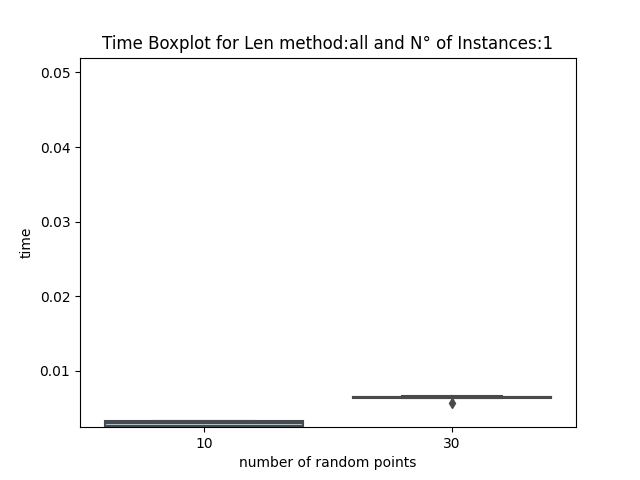 Time Boxplot for Len method:all and N° of Instances:1
0.05
0.04
0.03
0.02
0.01
time
10
30
number of random points